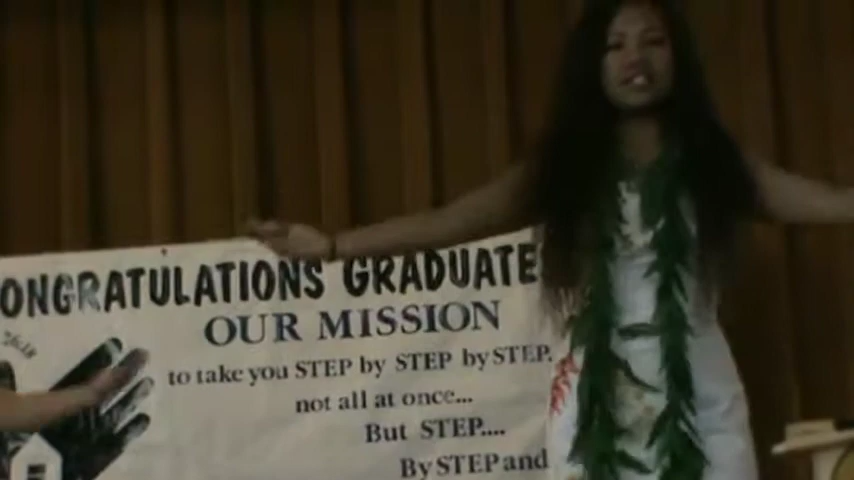 ONGRATULATIONS GRADUATE
OUR MISSION
to take you STEP by STEP by STEP.
not all at once...
But STEP....
By STEP and